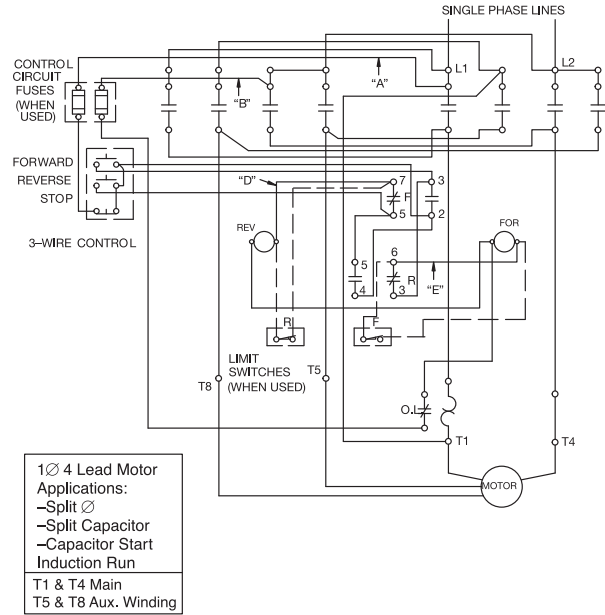 SINGLE PHASE LINES
L1
L2
CONTROL
CIRCUIT
FUSES
(WHEN
USED)
"A"
"B"
FORWARD
REVERSE
STOP
3–WIRE CONTROL
"D"
7
3
F
5
2
REV
FOR
5
6
R
4
3
"E"
R
F
LIMIT
SWITCHES
(WHEN USED)
T8
T5
O.L
T1
T4
MOTOR
1∅ 4 Lead Motor
Applications:
–Split ∅
–Split Capacitor
–Capacitor Start
Induction Run
T1 & T4 Main
T5 & T8 Aux. Winding